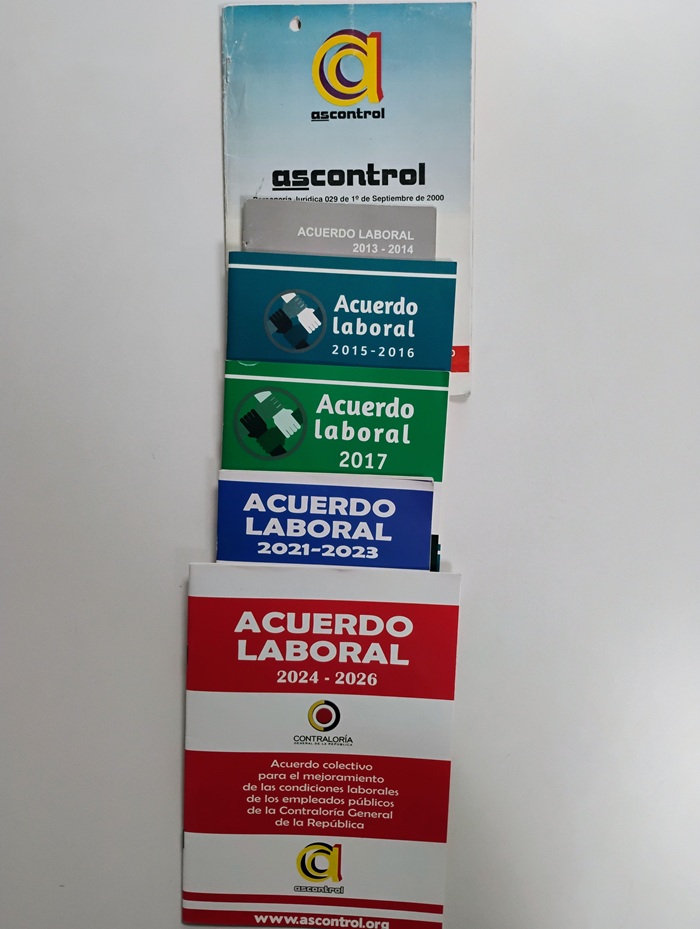 ascontrol
ascontrol
Personería Jurídica 029 de 1º de Septiembre de 2000
ACUERDO LABORAL
2013 - 2014
Acuerdo
laboral
2015-2016
Acuerdo
laboral
2017
ACUERDO
LABORAL
2021-2023
ACUERDO
LABORAL
2024 - 2026
CONTRALORÍA
GENERAL DE LA REPÚBLICA
Acuerdo colectivo
para el mejoramiento
de las condiciones laborales
de los empleados públicos
de la Contraloría General
de la República
ascontrol
www.ascontrol.org